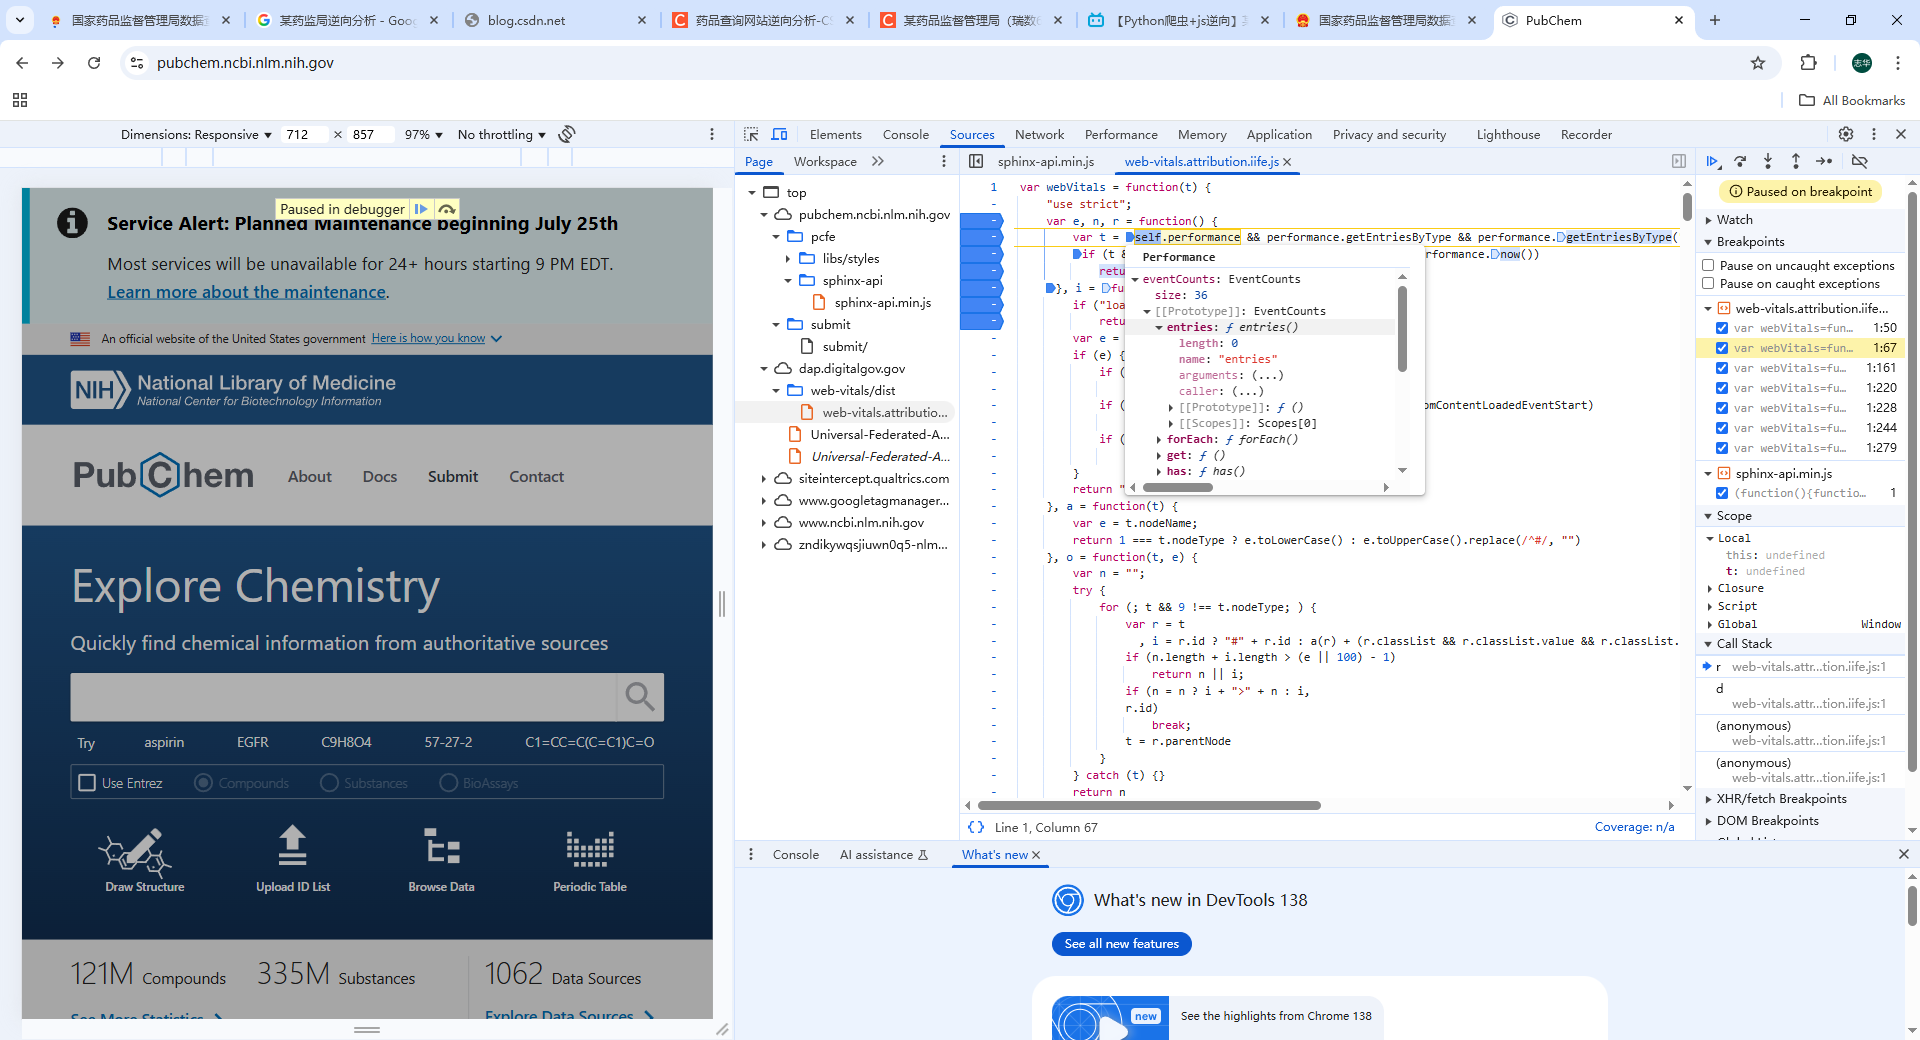 国家药品监督管理局数据
某药监局逆向分析 - Goo
blog.csdn.net
药品查询网站逆向分析-CS
某药品监督管理局（瑞数6
【Python爬虫+js逆向】某
国家药品监督管理局数据
PubChem
pubchem.ncbi.nlm.nih.gov
志华
All Bookmarks
Dimensions: Responsive 712 × 857 97% No throttling
Elements Console Sources Network Performance Memory Application Privacy and security Lighthouse Recorder
Page Workspace
sphinx-api.min.js web-vitals.attribution.iife.js
Service Alert: Planned Maintenance beginning July 25th
Paused in debugger
Most services will be unavailable for 24+ hours starting 9 PM EDT.
Learn more about the maintenance.
An official website of the United States government Here is how you know
NIH National Library of Medicine
National Center for Biotechnology Information
PubChem About Docs Submit Contact
Explore Chemistry
Quickly find chemical information from authoritative sources
Try aspirin EGFR C9H8O4 57-27-2 C1=CC=C(C=C1)C=O
Use Entrez Compounds Substances BioAssays
Draw Structure Upload ID List Browse Data Periodic Table
121M Compounds 335M Substances 1062 Data Sources
See More Statistics Explore Data Sources
top
pubchem.ncbi.nlm.nih.gov
pcfe
libs/styles
sphinx-api
sphinx-api.min.js
submit
submit/
dap.digitalgov.gov
web-vitals/dist
web-vitals.attributio...
Universal-Federated-A...
Universal-Federated-A...
siteintercept.qualtrics.com
www.googletagmanager...
www.ncbi.nlm.nih.gov
zndikywqsjiuwn0q5-nlm...
1 var webVitals = function(t) {
- "use strict";
- var e, n, r = function() {
- var t = self.performance && performance.getEntriesByType && performance.getEntriesByType(
- if (t & rformance.now())
- retu
- }, i = fu
- if ("loa
- retu
- var e =
- if (e) {
- if (
- if ( omContentLoadedEventStart)
- if (
- }
- return "
- }, a = function(t) {
- var e = t.nodeName;
- return 1 === t.nodeType ? e.toLowerCase() : e.toUpperCase().replace(/^#/, "")
- }, o = function(t, e) {
- var n = "";
- try {
- for (; t && 9 !== t.nodeType; ) {
- var r = t
- , i = r.id ? "#" + r.id : a(r) + (r.classList && r.classList.value && r.classList.
- if (n.length + i.length > (e || 100) - 1)
- return n || i;
- if (n = n ? i + ">" + n : i,
- r.id)
- break;
- t = r.parentNode
- }
- } catch (t) {}
- return n
Performance
eventCounts: EventCounts
size: 36
[[Prototype]]: EventCounts
entries: ƒ entries()
length: 0
name: "entries"
arguments: (...)
caller: (...)
[[Prototype]]: ƒ ()
[[Scopes]]: Scopes[0]
forEach: ƒ forEach()
get: ƒ ()
has: ƒ has()
{} Line 1, Column 67 Coverage: n/a
Paused on breakpoint
Watch
Breakpoints
Pause on uncaught exceptions
Pause on caught exceptions
web-vitals.attribution.iife...
var webVitals=fun... 1:50
var webVitals=fun... 1:67
var webVitals=fu... 1:161
var webVitals=fu... 1:220
var webVitals=fu... 1:228
var webVitals=fu... 1:244
var webVitals=fu... 1:279
sphinx-api.min.js
(function(){functio... 1
Scope
Local
this: undefined
t: undefined
Closure
Script
Global Window
Call Stack
r web-vitals.attr...tion.iife.js:1
d
web-vitals.attr...tion.iife.js:1
(anonymous)
web-vitals.attr...tion.iife.js:1
(anonymous)
web-vitals.attr...tion.iife.js:1
XHR/fetch Breakpoints
DOM Breakpoints
Console AI assistance What's new
What's new in DevTools 138
See all new features
new See the highlights from Chrome 138